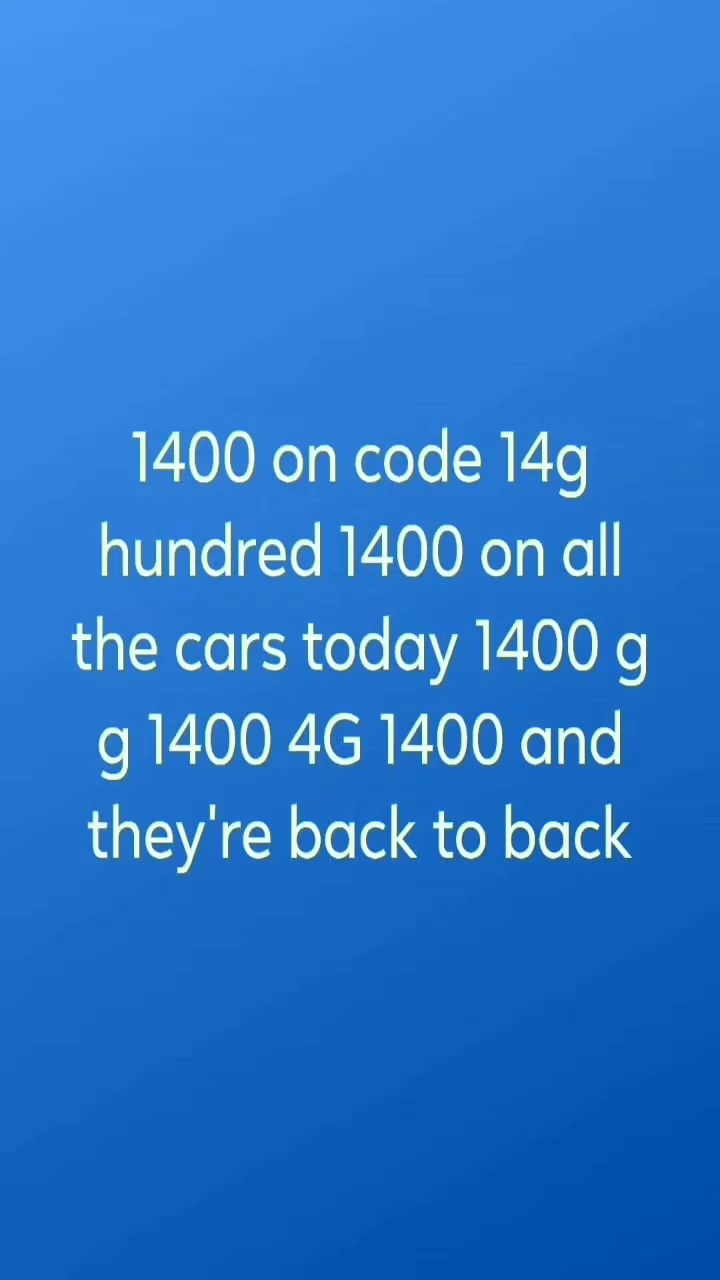 1400 on code 14g
hundred 1400 on all
the cars today 1400 g
g 1400 4G 1400 and
they're back to back